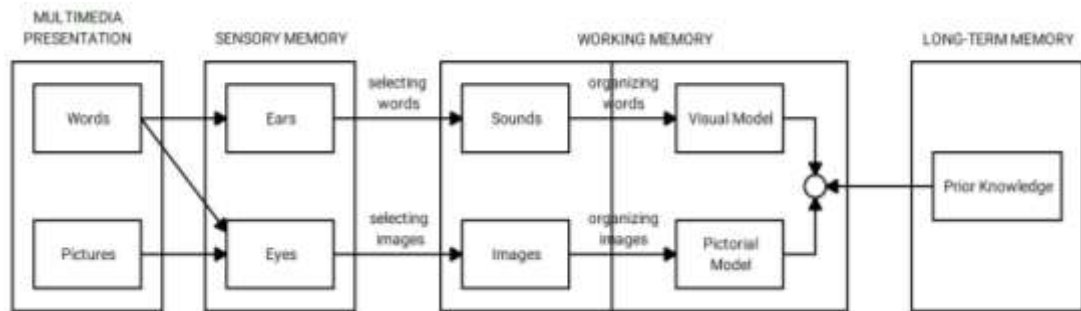 MULTIMEDIA
PRESENTATION
SENSORY MEMORY
WORKING MEMORY
LONG-TERM MEMORY
selecting
words
organizing
words
Words
Ears
Sounds
Visual Model
Prior Knowledge
selecting
images
organizing
images
Pictures
Eyes
Images
Pictorial
Model